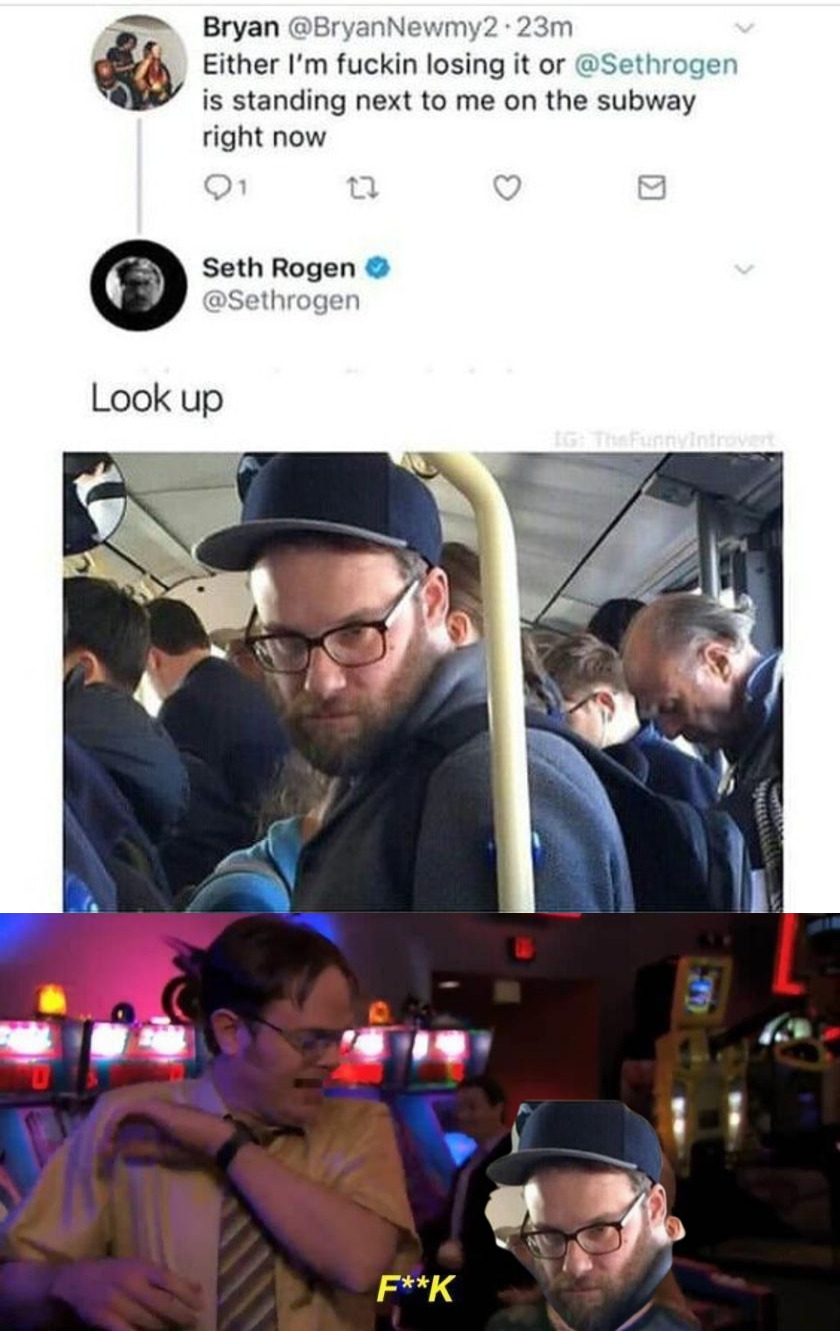 Bryan @BryanNewmy2 · 23m
Either I'm fuckin losing it or @Sethrogen
is standing next to me on the subway
right now
1
Seth Rogen
@Sethrogen
Look up
IG: TheFunnyIntrovert
F**K